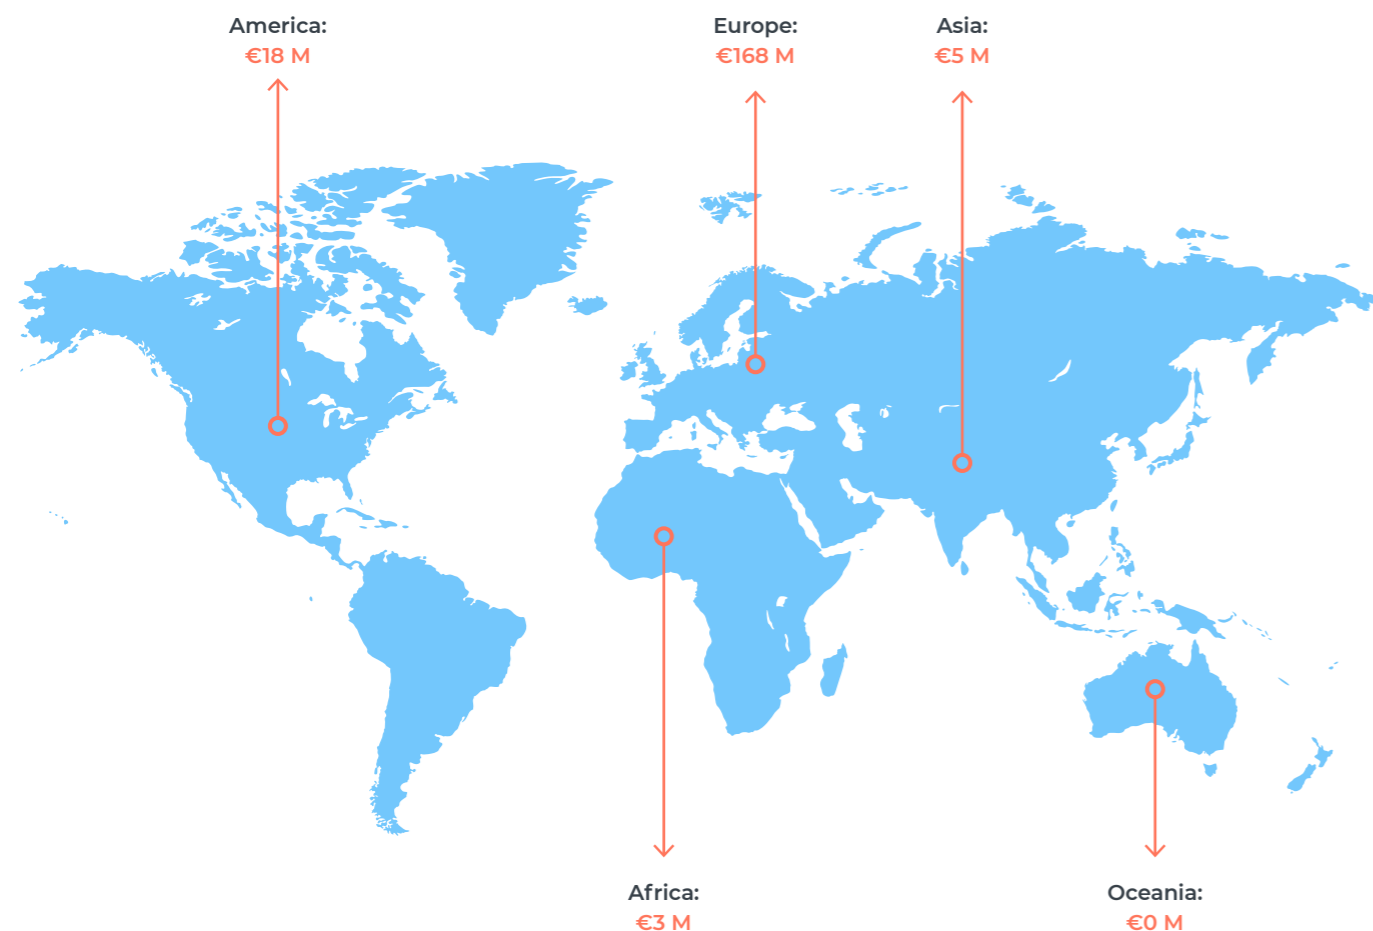 America:
€18 M
Europe:
€168 M
Asia:
€5 M
Africa:
€3 M
Oceania:
€0 M